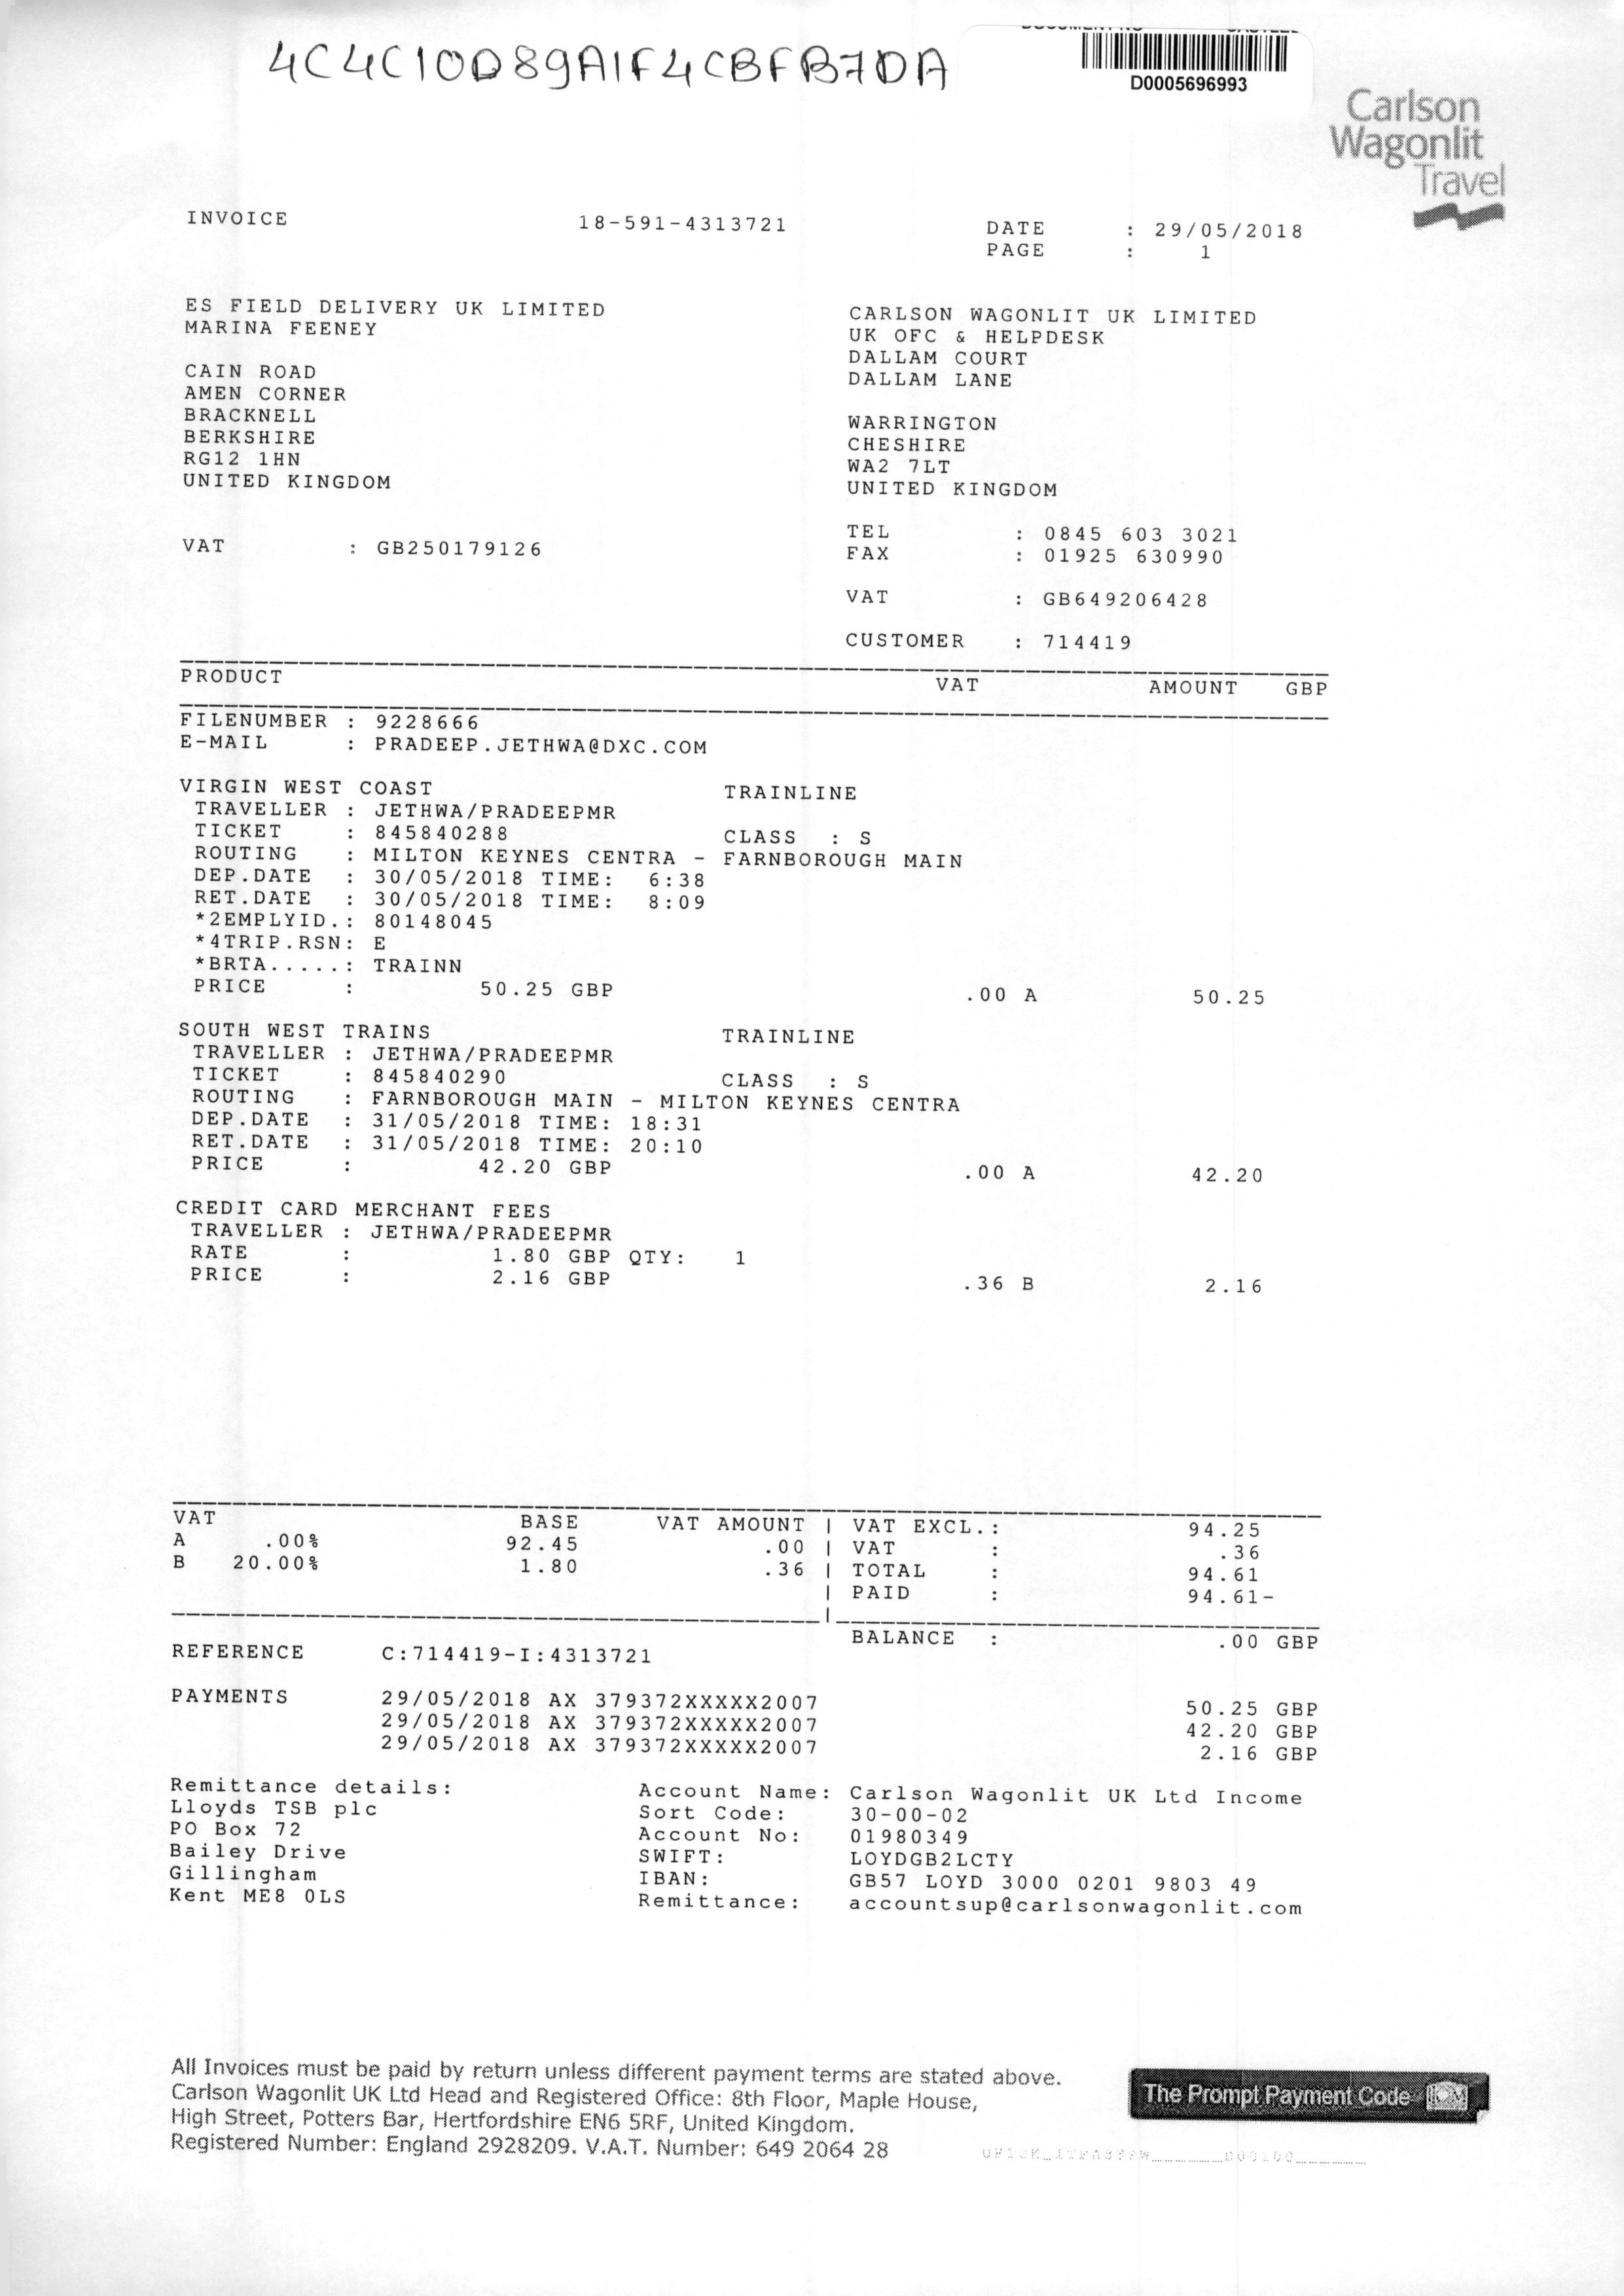 4C4C10D89A1F4CBFB7DA
D0005696993
Carlson
Wagonlit
Travel
INVOICE 18-591-4313721 DATE : 29/05/2018
PAGE : 1
ES FIELD DELIVERY UK LIMITED
MARINA FEENEY
CAIN ROAD
AMEN CORNER
BRACKNELL
BERKSHIRE
RG12 1HN
UNITED KINGDOM
VAT : GB250179126
CARLSON WAGONLIT UK LIMITED
UK OFC & HELPDESK
DALLAM COURT
DALLAM LANE
WARRINGTON
CHESHIRE
WA2 7LT
UNITED KINGDOM
TEL : 0845 603 3021
FAX : 01925 630990
VAT : GB649206428
CUSTOMER : 714419
PRODUCT VAT AMOUNT GBP
FILENUMBER : 9228666
E-MAIL : PRADEEP.JETHWA@DXC.COM
VIRGIN WEST COAST TRAINLINE
TRAVELLER : JETHWA/PRADEEPMR
TICKET : 845840288 CLASS : S
ROUTING : MILTON KEYNES CENTRA - FARNBOROUGH MAIN
DEP.DATE : 30/05/2018 TIME: 6:38
RET.DATE : 30/05/2018 TIME: 8:09
*2EMPLYID.: 80148045
*4TRIP.RSN: E
*BRTA.....: TRAINN
PRICE : 50.25 GBP .00 A 50.25
SOUTH WEST TRAINS TRAINLINE
TRAVELLER : JETHWA/PRADEEPMR
TICKET : 845840290 CLASS : S
ROUTING : FARNBOROUGH MAIN - MILTON KEYNES CENTRA
DEP.DATE : 31/05/2018 TIME: 18:31
RET.DATE : 31/05/2018 TIME: 20:10
PRICE : 42.20 GBP .00 A 42.20
CREDIT CARD MERCHANT FEES
TRAVELLER : JETHWA/PRADEEPMR
RATE : 1.80 GBP QTY: 1
PRICE : 2.16 GBP .36 B 2.16
VAT BASE VAT AMOUNT | VAT EXCL.: 94.25
A .00% 92.45 .00 | VAT : .36
B 20.00% 1.80 .36 | TOTAL : 94.61
| PAID : 94.61-
BALANCE : .00 GBP
REFERENCE C:714419-I:4313721
PAYMENTS 29/05/2018 AX 379372XXXXX2007 50.25 GBP
29/05/2018 AX 379372XXXXX2007 42.20 GBP
29/05/2018 AX 379372XXXXX2007 2.16 GBP
Remittance details:
Lloyds TSB plc
PO Box 72
Bailey Drive
Gillingham
Kent ME8 0LS
Account Name: Carlson Wagonlit UK Ltd Income
Sort Code: 30-00-02
Account No: 01980349
SWIFT: LOYDGB2LCTY
IBAN: GB57 LOYD 3000 0201 9803 49
Remittance: accountsup@carlsonwagonlit.com
All Invoices must be paid by return unless different payment terms are stated above.
Carlson Wagonlit UK Ltd Head and Registered Office: 8th Floor, Maple House,
High Street, Potters Bar, Hertfordshire EN6 5RF, United Kingdom.
Registered Number: England 2928209. V.A.T. Number: 649 2064 28
The Prompt Payment Code